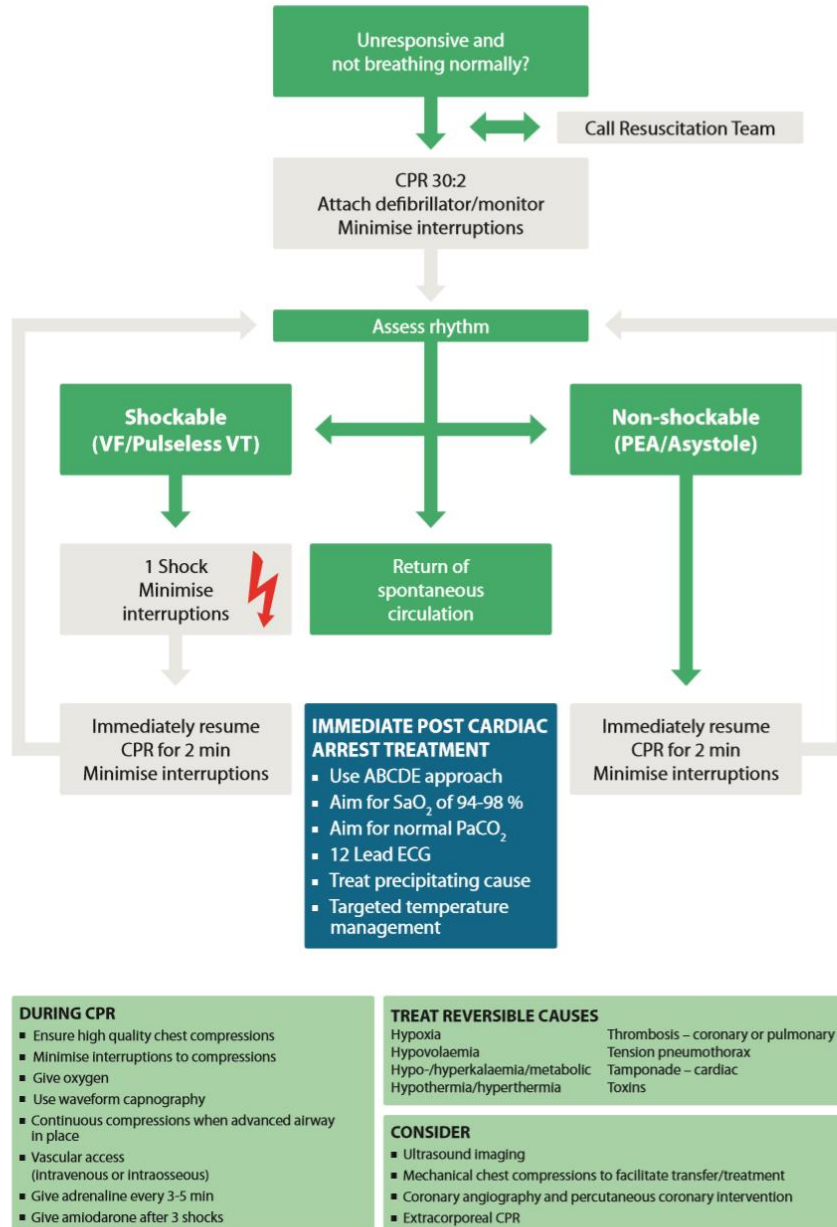 Unresponsive and
not breathing normally?
Call Resuscitation Team
CPR 30:2
Attach defibrillator/monitor
Minimise interruptions
Assess rhythm
Shockable
(VF/Pulseless VT)
Non-shockable
(PEA/Asystole)
1 Shock
Minimise
interruptions
Return of
spontaneous
circulation
Immediately resume
CPR for 2 min
Minimise interruptions
IMMEDIATE POST CARDIAC
ARREST TREATMENT
▪ Use ABCDE approach
▪ Aim for SaO₂ of 94-98 %
▪ Aim for normal PaCO₂
▪ 12 Lead ECG
▪ Treat precipitating cause
▪ Targeted temperature
management
Immediately resume
CPR for 2 min
Minimise interruptions
DURING CPR
▪ Ensure high quality chest compressions
▪ Minimise interruptions to compressions
▪ Give oxygen
▪ Use waveform capnography
▪ Continuous compressions when advanced airway
in place
▪ Vascular access
(intravenous or intraosseous)
▪ Give adrenaline every 3-5 min
▪ Give amiodarone after 3 shocks
TREAT REVERSIBLE CAUSES
Hypoxia
Hypovolaemia
Hypo-/hyperkalaemia/metabolic
Hypothermia/hyperthermia
Thrombosis – coronary or pulmonary
Tension pneumothorax
Tamponade – cardiac
Toxins
CONSIDER
▪ Ultrasound imaging
▪ Mechanical chest compressions to facilitate transfer/treatment
▪ Coronary angiography and percutaneous coronary intervention
▪ Extracorporeal CPR